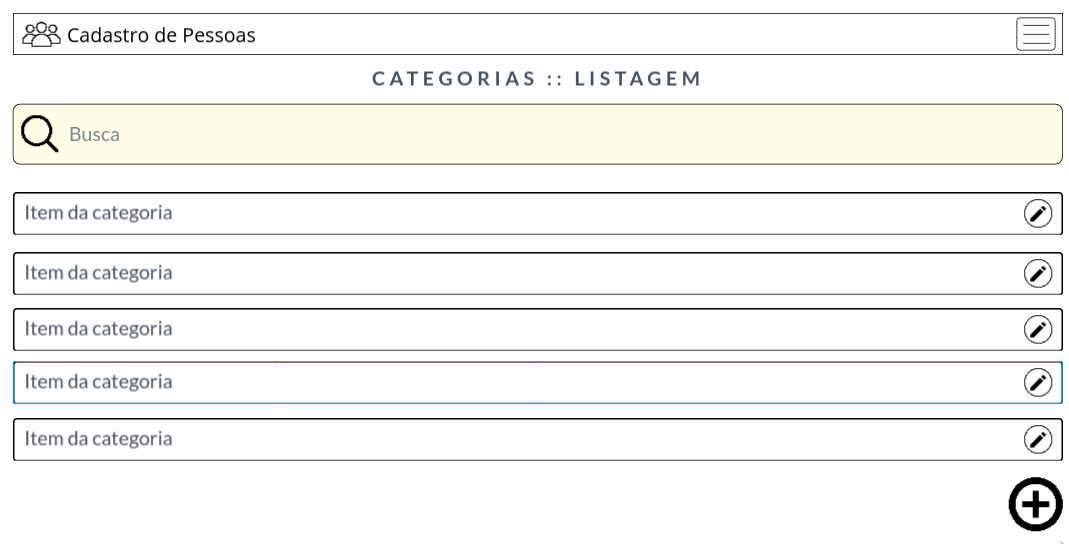 Cadastro de Pessoas
CATEGORIAS :: LISTAGEM
Busca
Item da categoria
Item da categoria
Item da categoria
Item da categoria
Item da categoria